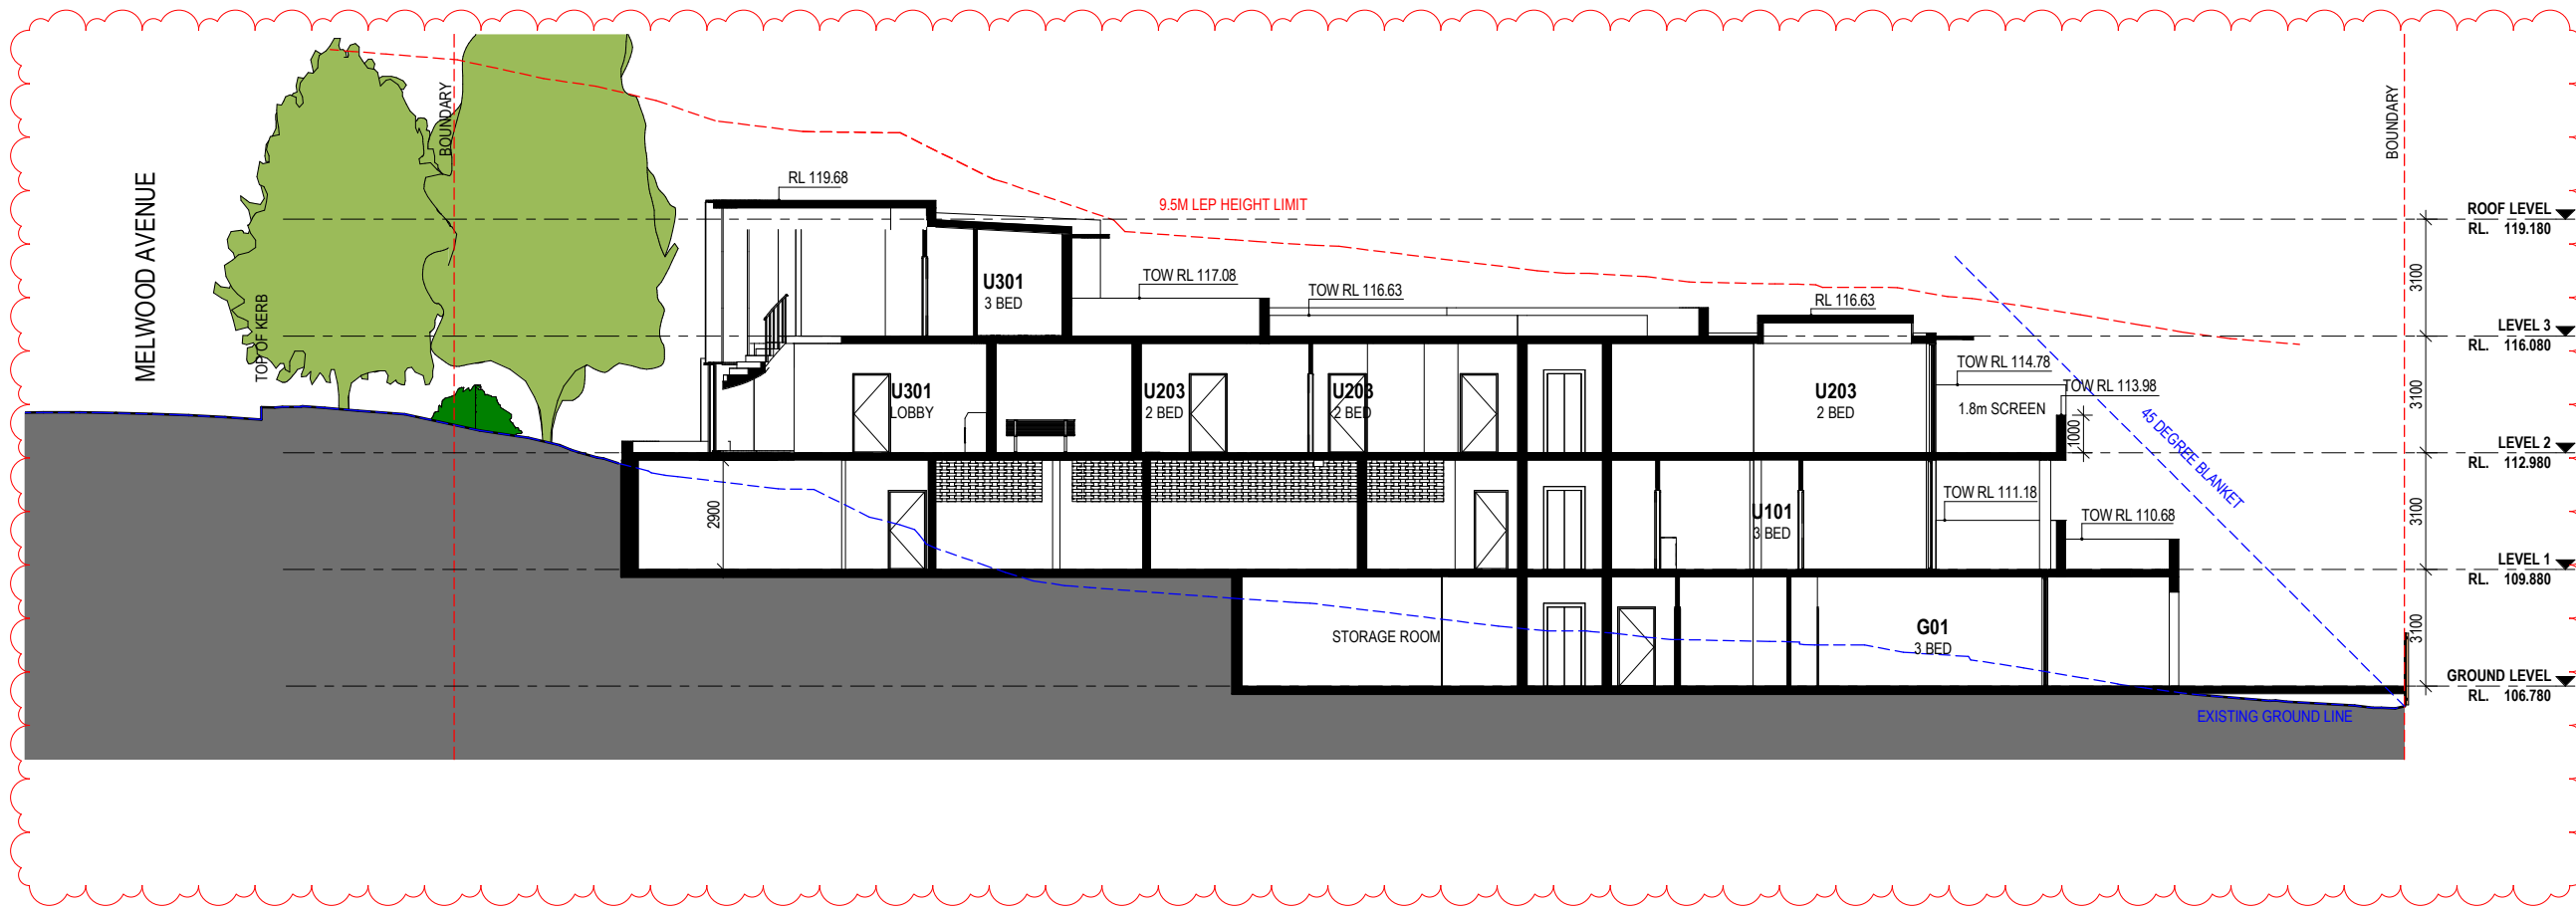 MELWOOD AVENUE
TOP OF KERB
BOUNDARY
RL 119.68
9.5M LEP HEIGHT LIMIT
BOUNDARY
ROOF LEVEL
RL. 119.180
3100
U301
3 BED
TOW RL 117.08
TOW RL 116.63
RL 116.63
LEVEL 3
RL. 116.080
3100
U301
LOBBY
U203
2 BED
U203
2 BED
U203
2 BED
TOW RL 114.78
TOW RL 113.98
1.8m SCREEN
1000
45 DEGREE BLANKET
LEVEL 2
RL. 112.980
3100
2900
U101
3 BED
TOW RL 111.18
TOW RL 110.68
LEVEL 1
RL. 109.880
3100
STORAGE ROOM
G01
3 BED
GROUND LEVEL
RL. 106.780
EXISTING GROUND LINE